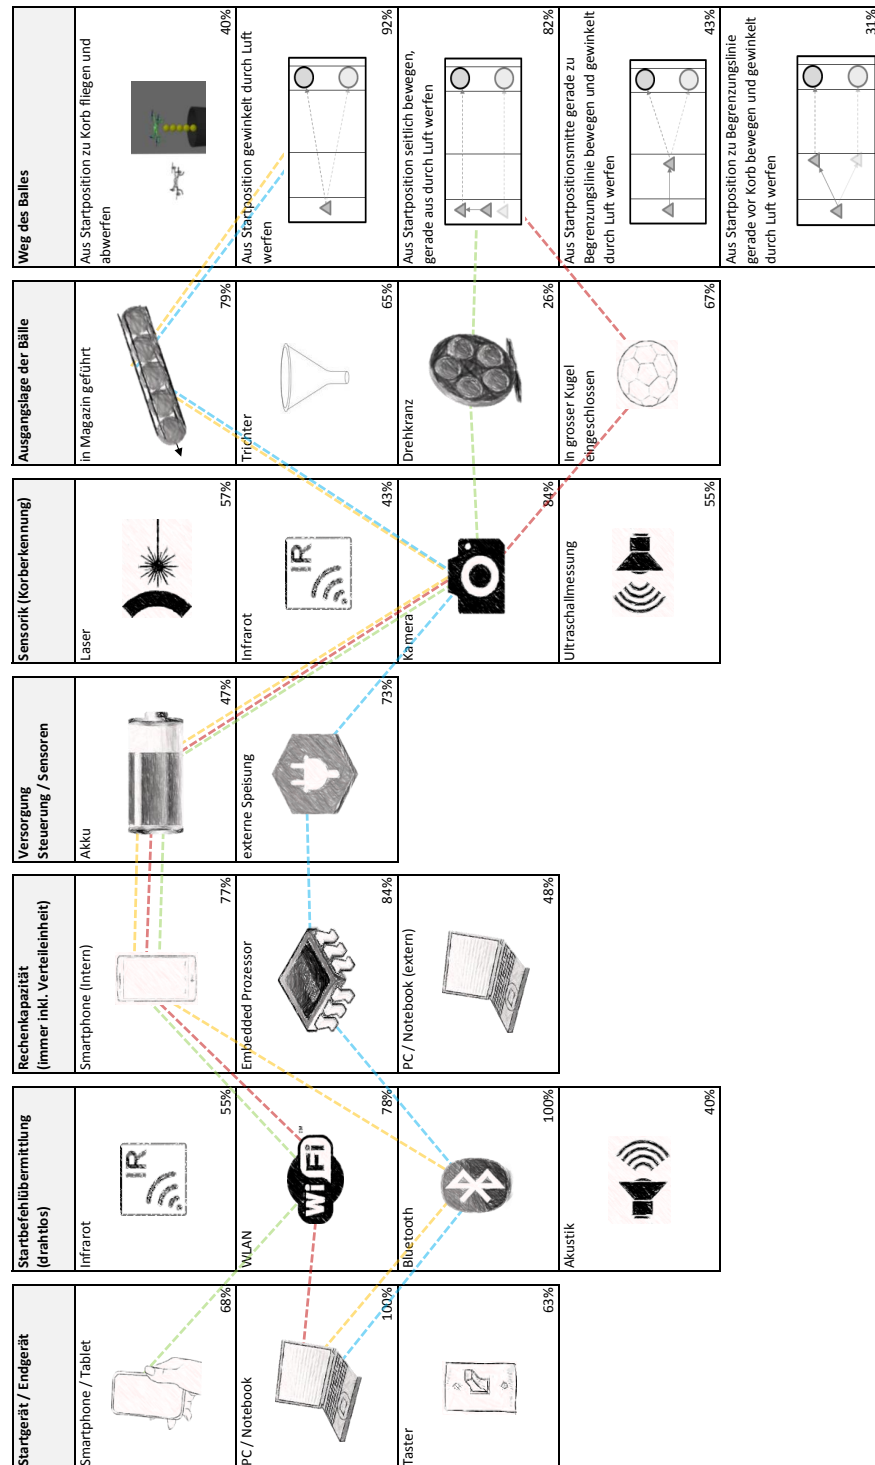 Startgerät / Endgerät
Smartphone / Tablet
68%
PC / Notebook
100%
Taster
63%
Startbefehlübermittlung
(drahtlos)
Infrarot
IR
55%
WLAN
WiFi™
78%
Bluetooth
100%
Akustik
40%
Rechenkapazität
(immer inkl. Verteileinheit)
Smartphone (Intern)
77%
Embedded Prozessor
84%
PC / Notebook (extern)
48%
Versorgung
Steuerung / Sensoren
Akku
47%
externe Speisung
73%
Sensorik (Korberkennung)
Laser
57%
Infrarot
IR
43%
Kamera
84%
Ultraschallmessung
55%
Ausgangslage der Bälle
in Magazin geführt
79%
Trichter
65%
Drehkranz
26%
In grosser Kugel
eingeschlossen
67%
Weg des Balles
Aus Startposition zu Korb fliegen und
abwerfen
40%
Aus Startposition gewinkelt durch Luft
werfen
92%
Aus Startposition seitlich bewegen,
gerade aus durch Luft werfen
82%
Aus Startpositionsmitte gerade zu
Begrenzungslinie bewegen und gewinkelt
durch Luft werfen
43%
Aus Startposition zu Begrenzungslinie
gerade vor Korb bewegen und gewinkelt
durch Luft werfen
31%